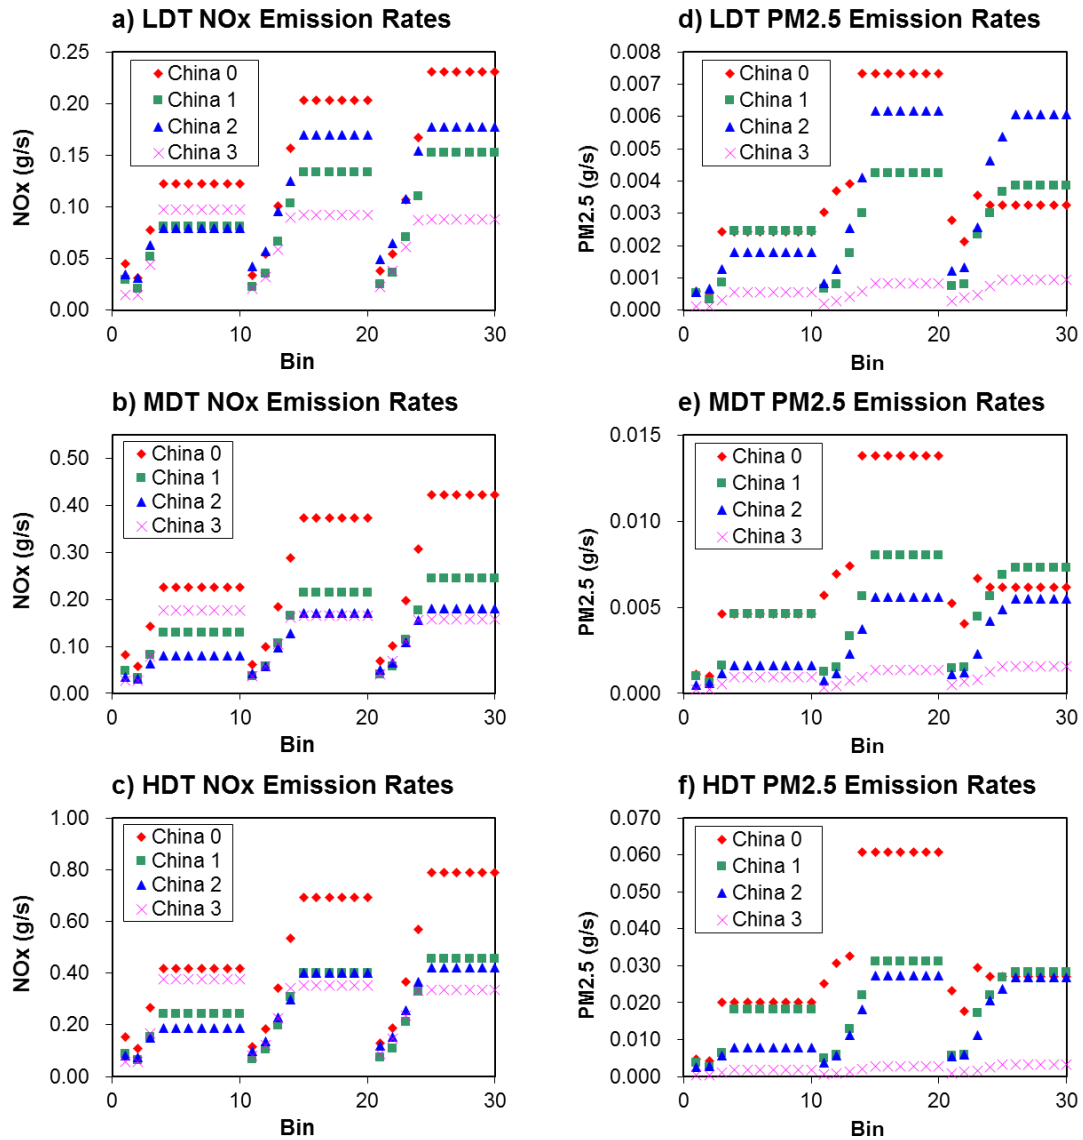 a) LDT NOx Emission Rates
NOx (g/s)
0.25
0.20
0.15
0.10
0.05
0.00
China 0
China 1
China 2
China 3
0 10 20 30
Bin
d) LDT PM2.5 Emission Rates
PM2.5 (g/s)
0.008
0.007
0.006
0.005
0.004
0.003
0.002
0.001
0.000
China 0
China 1
China 2
China 3
0 10 20 30
Bin
b) MDT NOx Emission Rates
NOx (g/s)
0.50
0.40
0.30
0.20
0.10
0.00
China 0
China 1
China 2
China 3
0 10 20 30
Bin
e) MDT PM2.5 Emission Rates
PM2.5 (g/s)
0.015
0.010
0.005
0.000
China 0
China 1
China 2
China 3
0 10 20 30
Bin
c) HDT NOx Emission Rates
NOx (g/s)
1.00
0.80
0.60
0.40
0.20
0.00
China 0
China 1
China 2
China 3
0 10 20 30
Bin
f) HDT PM2.5 Emission Rates
PM2.5 (g/s)
0.070
0.060
0.050
0.040
0.030
0.020
0.010
0.000
China 0
China 1
China 2
China 3
0 10 20 30
Bin